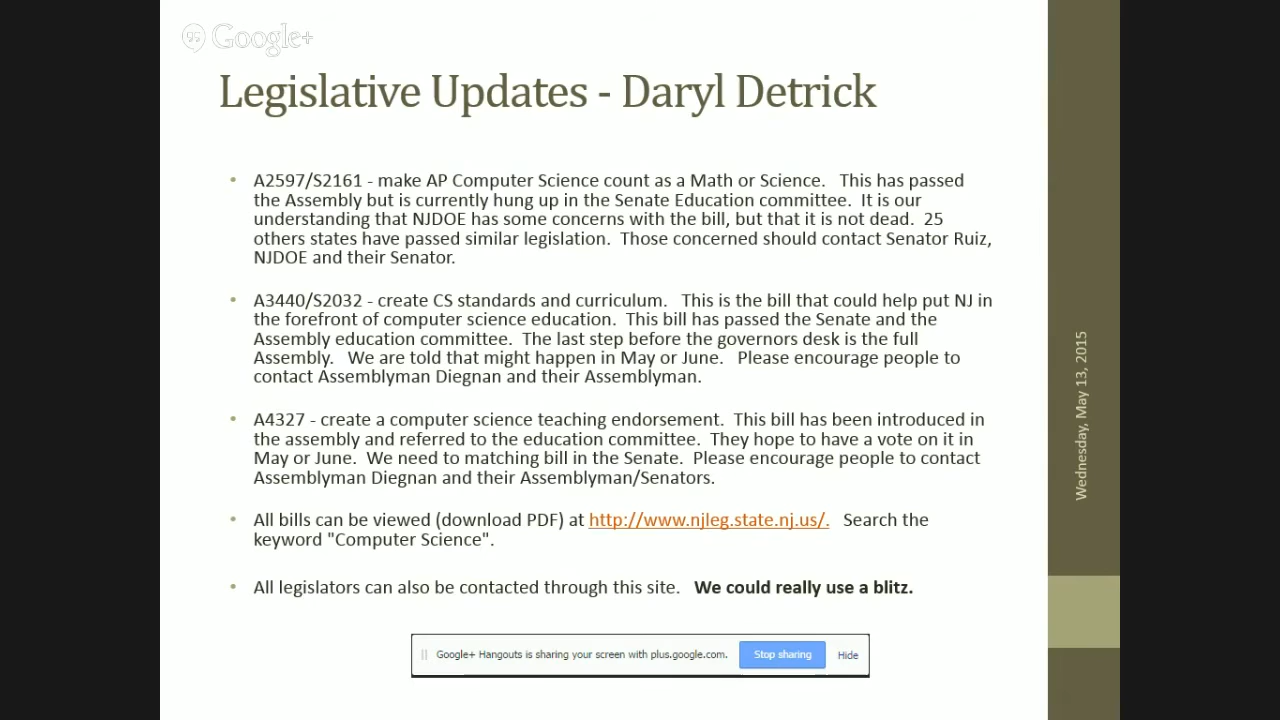 Google+
Legislative Updates - Daryl Detrick
• A2597/S2161 - make AP Computer Science count as a Math or Science. This has passed
the Assembly but is currently hung up in the Senate Education committee. It is our
understanding that NJDOE has some concerns with the bill, but that it is not dead. 25
others states have passed similar legislation. Those concerned should contact Senator Ruiz,
NJDOE and their Senator.
• A3440/S2032 - create CS standards and curriculum. This is the bill that could help put NJ in
the forefront of computer science education. This bill has passed the Senate and the
Assembly education committee. The last step before the governors desk is the full
Assembly. We are told that might happen in May or June. Please encourage people to
contact Assemblyman Diegnan and their Assemblyman.
• A4327 - create a computer science teaching endorsement. This bill has been introduced in
the assembly and referred to the education committee. They hope to have a vote on it in
May or June. We need to matching bill in the Senate. Please encourage people to contact
Assemblyman Diegnan and their Assemblyman/Senators.
• All bills can be viewed (download PDF) at http://www.njleg.state.nj.us/. Search the
keyword "Computer Science".
• All legislators can also be contacted through this site. We could really use a blitz.
Google+ Hangouts is sharing your screen with plus.google.com. Stop sharing Hide
Wednesday, May 13, 2015